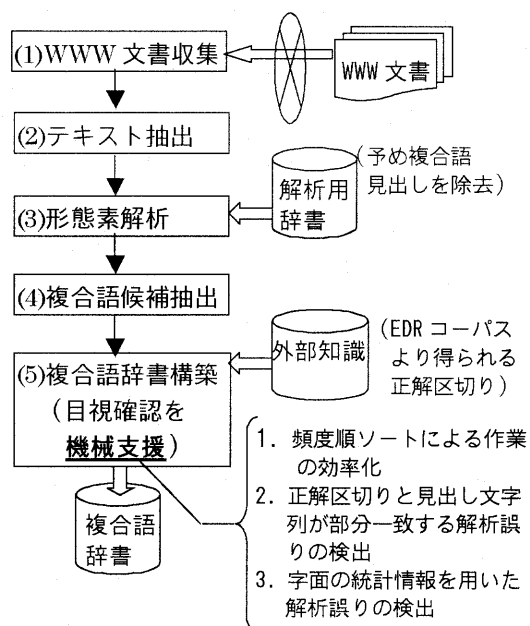 (1)WWW 文書収集
WWW 文書
(2)テキスト抽出
(予め複合語
見出しを除去)
解析用
辞書
(3)形態素解析
(4)複合語候補抽出
外部知識
(EDR コーパス
より得られる
正解区切り)
(5)複合語辞書構築
(目視確認を
機械支援)
複合語
辞書
1. 頻度順ソートによる作業
の効率化
2. 正解区切りと見出し文字
列が部分一致する解析誤
りの検出
3. 字面の統計情報を用いた
解析誤りの検出